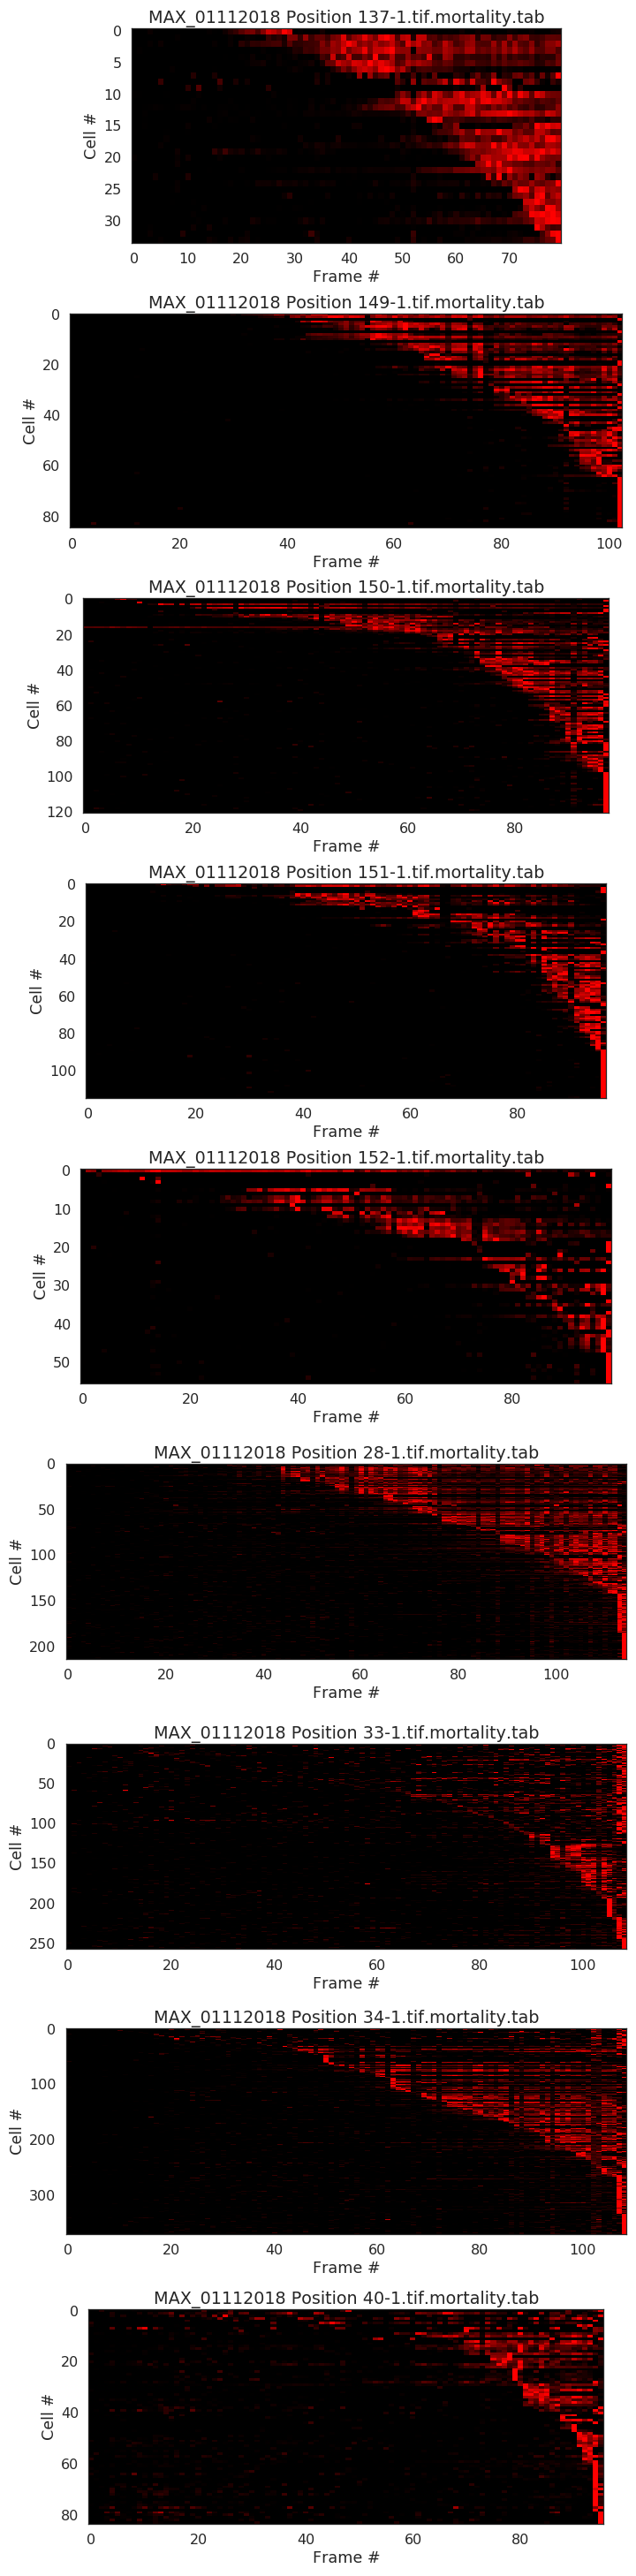 MAX_01112018 Position 137-1.tif.mortality.tab
0
5
10
15
20
25
30
Cell #
0 10 20 30 40 50 60 70
Frame #
MAX_01112018 Position 149-1.tif.mortality.tab
0
20
40
60
80
Cell #
0 20 40 60 80 100
Frame #
MAX_01112018 Position 150-1.tif.mortality.tab
0
20
40
60
80
100
120
Cell #
0 20 40 60 80
Frame #
MAX_01112018 Position 151-1.tif.mortality.tab
0
20
40
60
80
100
Cell #
0 20 40 60 80
Frame #
MAX_01112018 Position 152-1.tif.mortality.tab
0
10
20
30
40
50
Cell #
0 20 40 60 80
Frame #
MAX_01112018 Position 28-1.tif.mortality.tab
0
50
100
150
200
Cell #
0 20 40 60 80 100
Frame #
MAX_01112018 Position 33-1.tif.mortality.tab
0
50
100
150
200
250
Cell #
0 20 40 60 80 100
Frame #
MAX_01112018 Position 34-1.tif.mortality.tab
0
100
200
300
Cell #
0 20 40 60 80 100
Frame #
MAX_01112018 Position 40-1.tif.mortality.tab
0
20
40
60
80
Cell #
0 20 40 60 80
Frame #